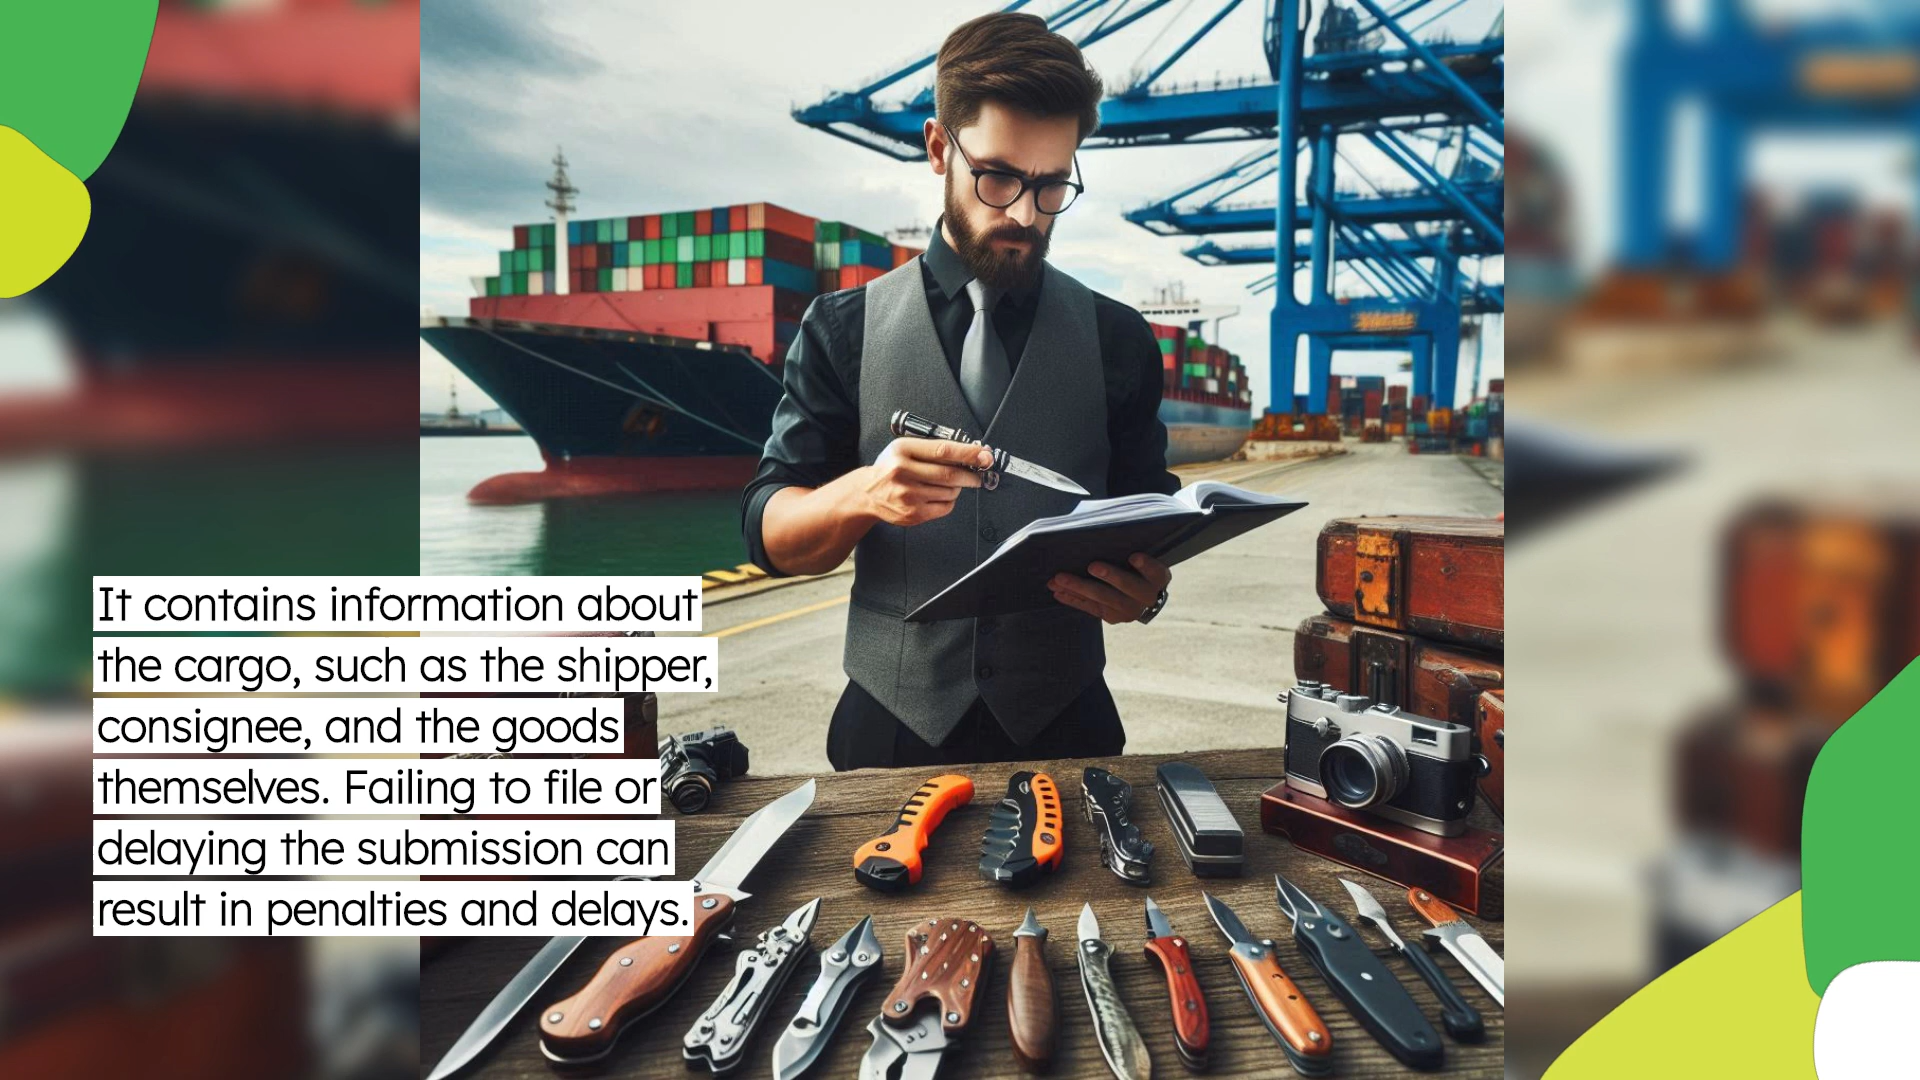 It contains information about
the cargo, such as the shipper,
consignee, and the goods
themselves. Failing to file or
delaying the submission can
result in penalties and delays.